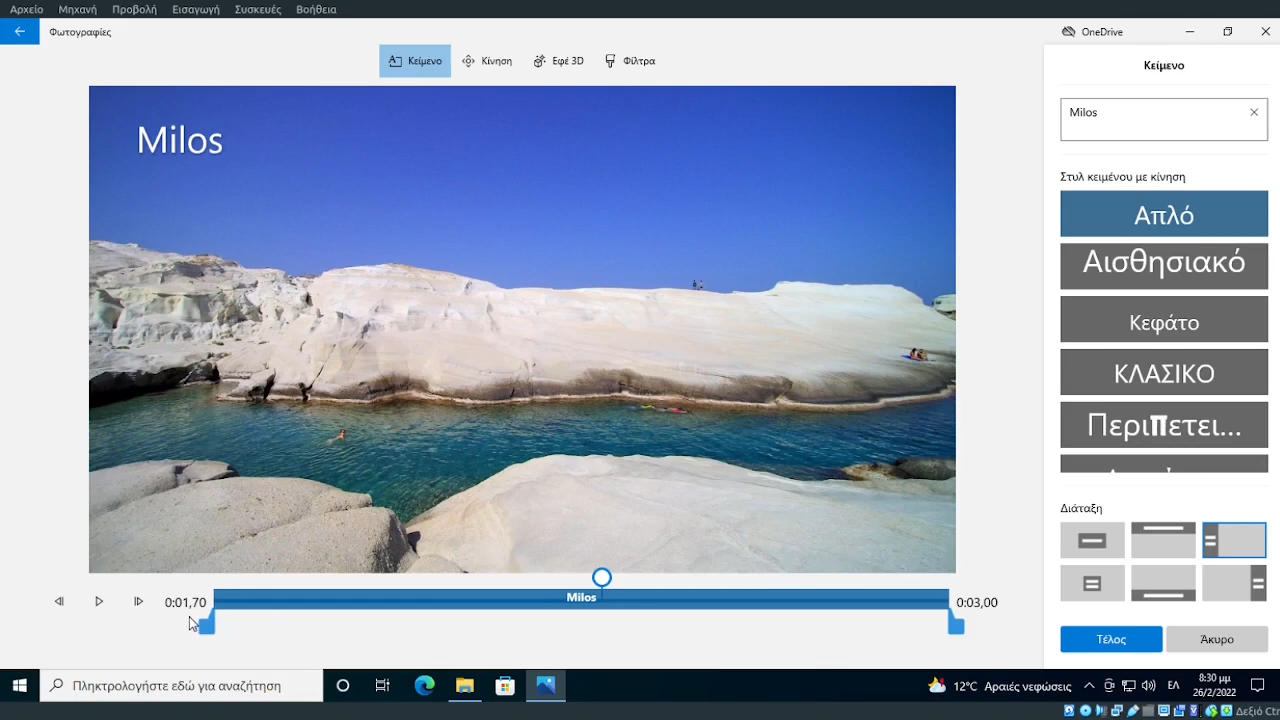 Αρχείο Μηχανή Προβολή Εισαγωγή Συσκευές Βοήθεια
Φωτογραφίες
OneDrive
Κείμενο Κίνηση Εφέ 3D Φίλτρα
Κείμενο
Milos
Milos
Στυλ κειμένου με κίνηση
Απλό
Αισθησιακό
Κεφάτο
ΚΛΑΣΙΚΟ
Περιπετει...
Διάταξη
0:01,70
Milos
0:03,00
Τέλος
Άκυρο
Πληκτρολογήστε εδώ για αναζήτηση
12°C Αραιές νεφώσεις
ΕΛ
8:30 μμ
26/2/2022
Δεξιό Ctr